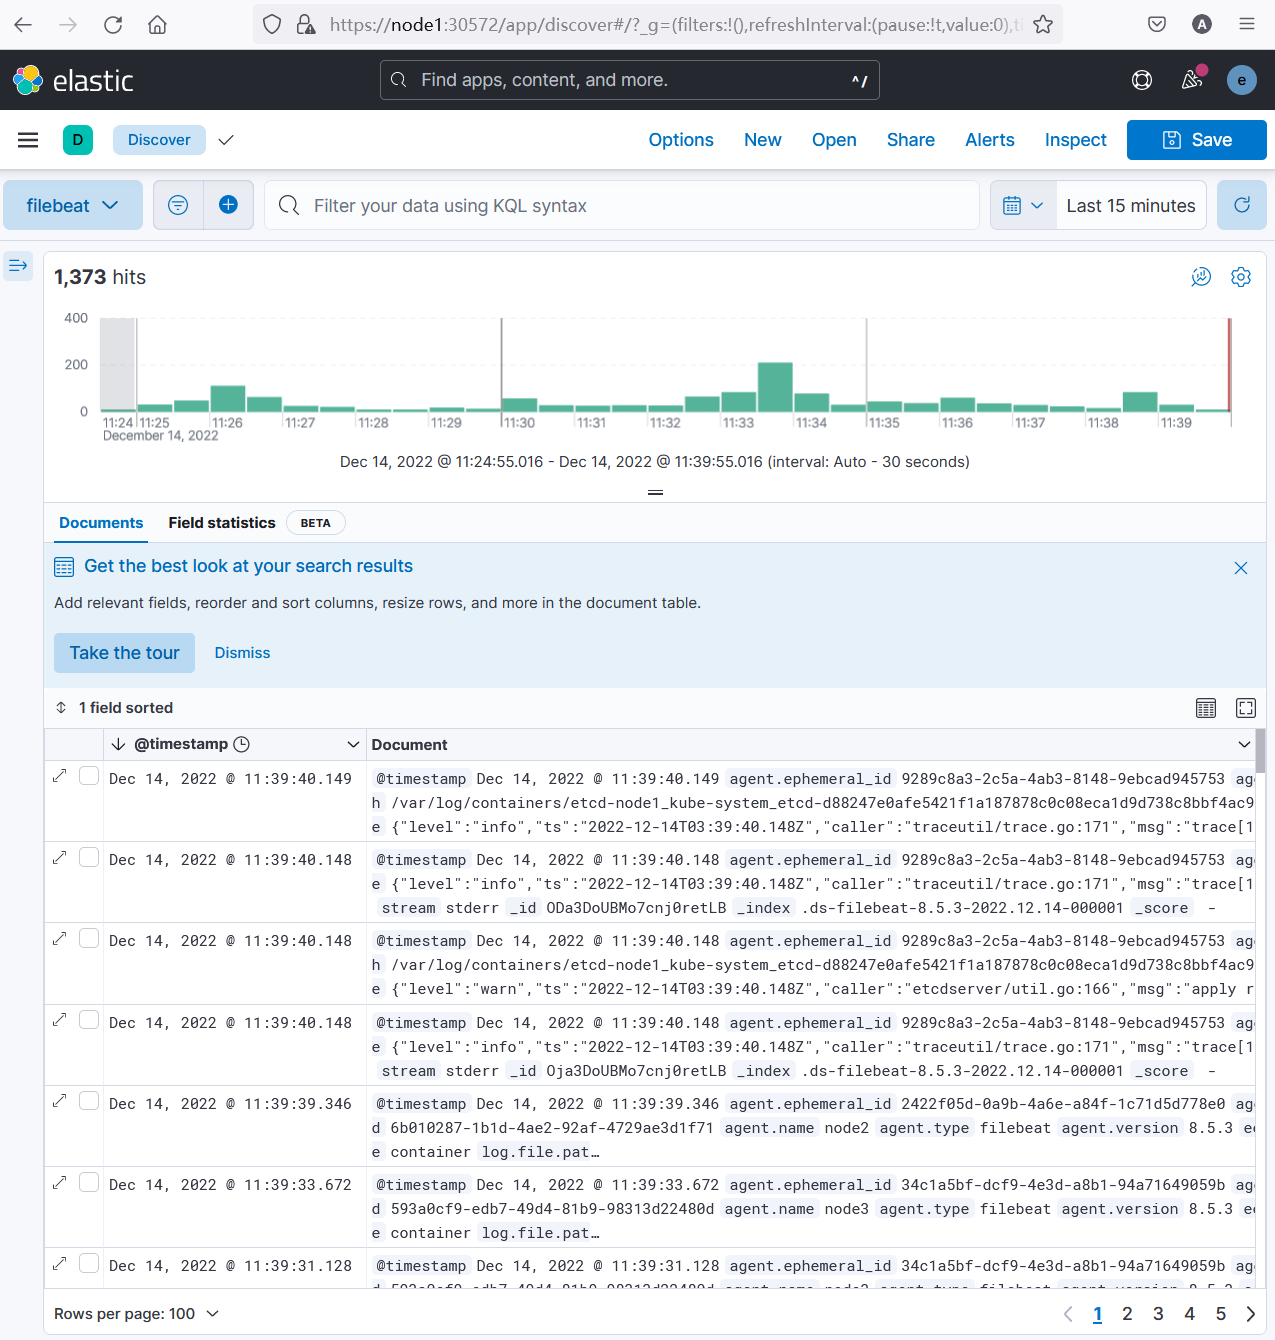 https://node1:30572/app/discover#/?_g=(filters:!(),refreshInterval:(pause:!t,value:0),ti
A
elastic
Find apps, content, and more.
^/
e
D
Discover
Options
New
Open
Share
Alerts
Inspect
Save
filebeat
Filter your data using KQL syntax
Last 15 minutes
1,373 hits
400
200
0
11:24 11:25 11:26 11:27 11:28 11:29 11:30 11:31 11:32 11:33 11:34 11:35 11:36 11:37 11:38 11:39
December 14, 2022
Dec 14, 2022 @ 11:24:55.016 - Dec 14, 2022 @ 11:39:55.016 (interval: Auto - 30 seconds)
Documents
Field statistics
BETA
Get the best look at your search results
Add relevant fields, reorder and sort columns, resize rows, and more in the document table.
Take the tour
Dismiss
1 field sorted
@timestamp
Document
Dec 14, 2022 @ 11:39:40.149
@timestamp Dec 14, 2022 @ 11:39:40.149 agent.ephemeral_id 9289c8a3-2c5a-4ab3-8148-9ebcad945753 age
h /var/log/containers/etcd-node1_kube-system_etcd-d88247e0afe5421f1a187878c0c08eca1d9d738c8bbf4ac9
e {"level":"info","ts":"2022-12-14T03:39:40.148Z","caller":"traceutil/trace.go:171","msg":"trace[1
Dec 14, 2022 @ 11:39:40.148
@timestamp Dec 14, 2022 @ 11:39:40.148 agent.ephemeral_id 9289c8a3-2c5a-4ab3-8148-9ebcad945753 age
e {"level":"info","ts":"2022-12-14T03:39:40.148Z","caller":"traceutil/trace.go:171","msg":"trace[1
stream stderr _id ODa3DoUBMo7cnj0retLB _index .ds-filebeat-8.5.3-2022.12.14-000001 _score -
Dec 14, 2022 @ 11:39:40.148
@timestamp Dec 14, 2022 @ 11:39:40.148 agent.ephemeral_id 9289c8a3-2c5a-4ab3-8148-9ebcad945753 age
h /var/log/containers/etcd-node1_kube-system_etcd-d88247e0afe5421f1a187878c0c08eca1d9d738c8bbf4ac9
e {"level":"warn","ts":"2022-12-14T03:39:40.148Z","caller":"etcdserver/util.go:166","msg":"apply r
Dec 14, 2022 @ 11:39:40.148
@timestamp Dec 14, 2022 @ 11:39:40.148 agent.ephemeral_id 9289c8a3-2c5a-4ab3-8148-9ebcad945753 age
e {"level":"info","ts":"2022-12-14T03:39:40.148Z","caller":"traceutil/trace.go:171","msg":"trace[1
stream stderr _id Oja3DoUBMo7cnj0retLB _index .ds-filebeat-8.5.3-2022.12.14-000001 _score -
Dec 14, 2022 @ 11:39:39.346
@timestamp Dec 14, 2022 @ 11:39:39.346 agent.ephemeral_id 2422f05d-0a9b-4a6e-a84f-1c71d5d778e0 age
d 6b010287-1b1d-4ae2-92af-4729ae3d1f71 agent.name node2 agent.type filebeat agent.version 8.5.3 ec
e container log.file.pat…
Dec 14, 2022 @ 11:39:33.672
@timestamp Dec 14, 2022 @ 11:39:33.672 agent.ephemeral_id 34c1a5bf-dcf9-4e3d-a8b1-94a71649059b age
d 593a0cf9-edb7-49d4-81b9-98313d22480d agent.name node3 agent.type filebeat agent.version 8.5.3 ec
e container log.file.pat…
Dec 14, 2022 @ 11:39:31.128
@timestamp Dec 14, 2022 @ 11:39:31.128 agent.ephemeral_id 34c1a5bf-dcf9-4e3d-a8b1-94a71649059b age
Rows per page: 100
1 2 3 4 5